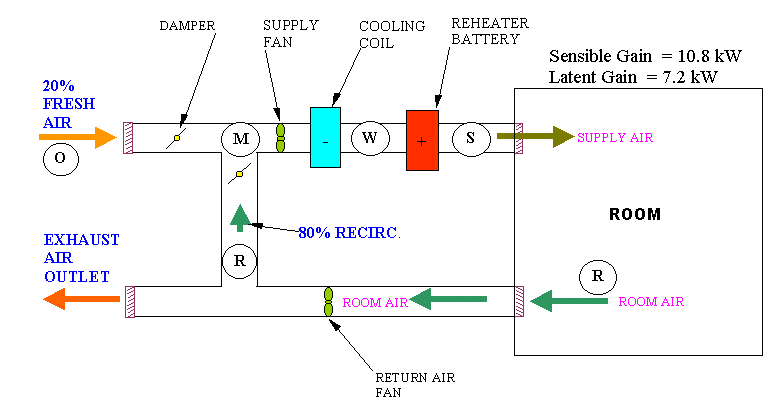 DAMPER
SUPPLY
FAN
COOLING
COIL
REHEATER
BATTERY
Sensible Gain = 10.8 kW
Latent Gain = 7.2 kW
20%
FRESH
AIR
O
M
-
W
+
S
SUPPLY AIR
ROOM
EXHAUST
AIR
OUTLET
80% RECIRC.
R
R
ROOM AIR
ROOM AIR
RETURN AIR
FAN